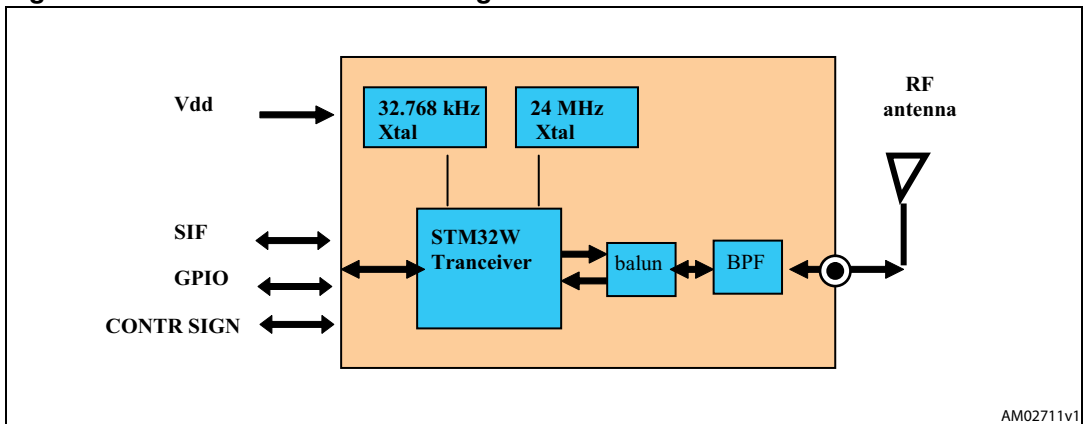 Vdd
32.768 kHz
Xtal
24 MHz
Xtal
RF
antenna
SIF
GPIO
CONTR SIGN
STM32W
Tranceiver
balun
BPF
AM02711v1